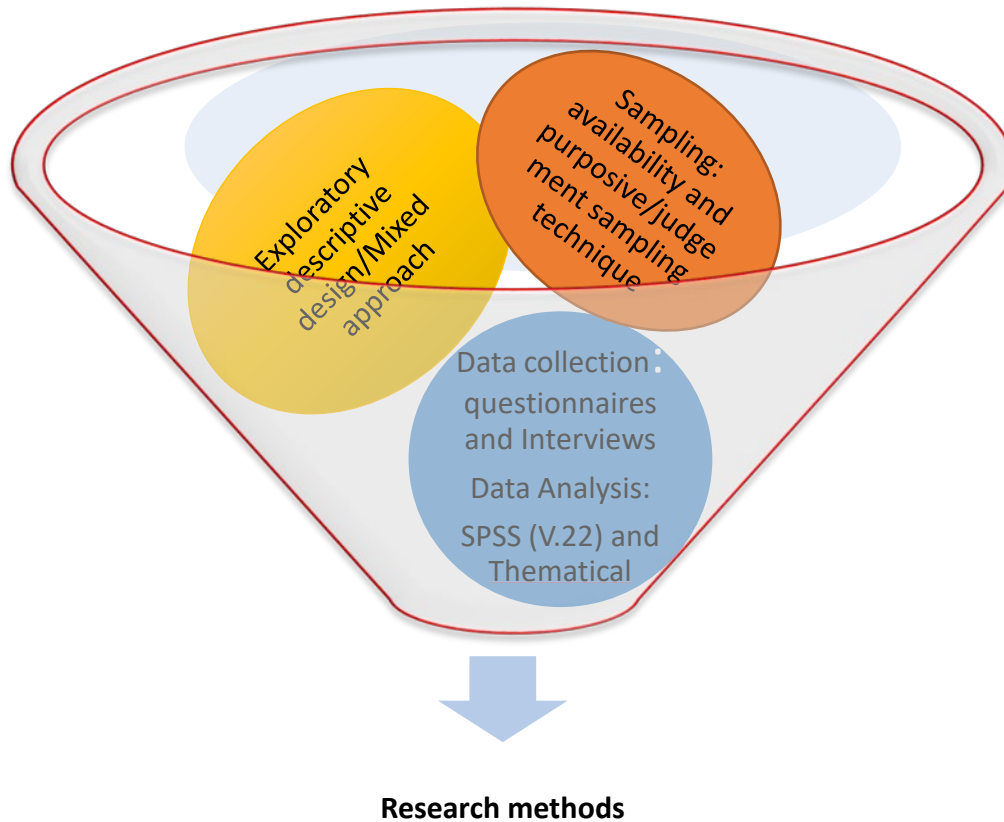 Exploratory
descriptive
design/Mixed
approach
Sampling:
availability and
purposive/judge
ment sampling
technique
Data collection:
questionnaires
and Interviews
Data Analysis:
SPSS (V.22) and
Thematical
Research methods